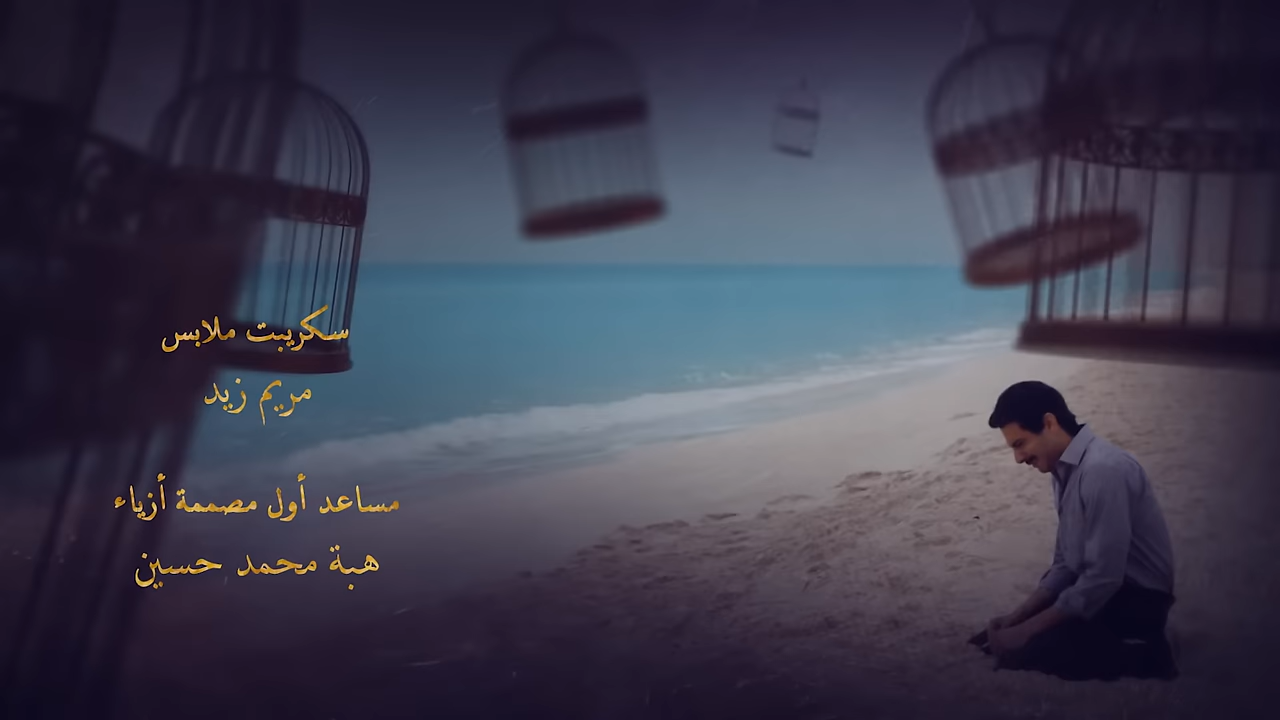 سكريبت ملابس
مريم زيد
مساعد أول مصممة أزياء
هبة محمد حسين